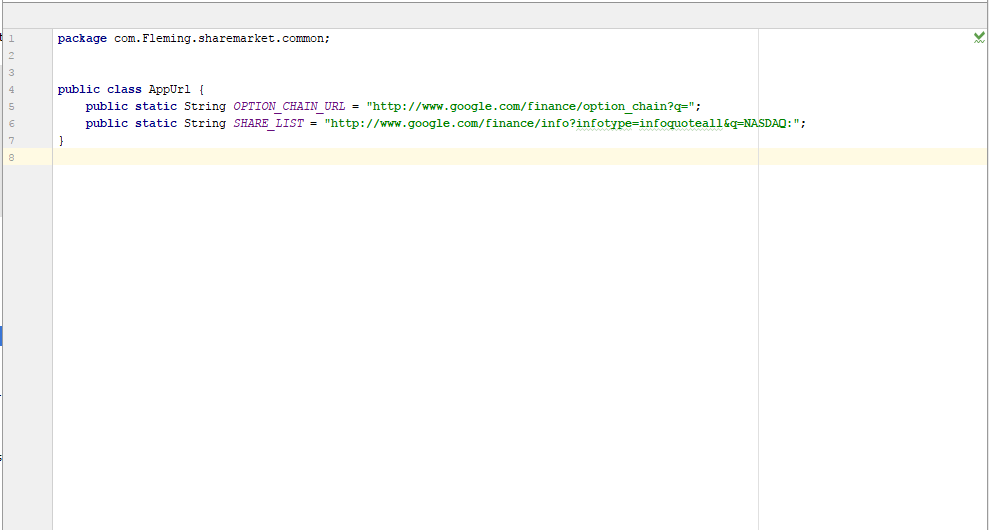 1 package com.Fleming.sharemarket.common;
2
3
4 public class AppUrl {
5 public static String OPTION_CHAIN_URL = "http://www.google.com/finance/option_chain?q=";
6 public static String SHARE_LIST = "http://www.google.com/finance/info?infotype=infoquoteall&q=NASDAQ:";
7 }
8